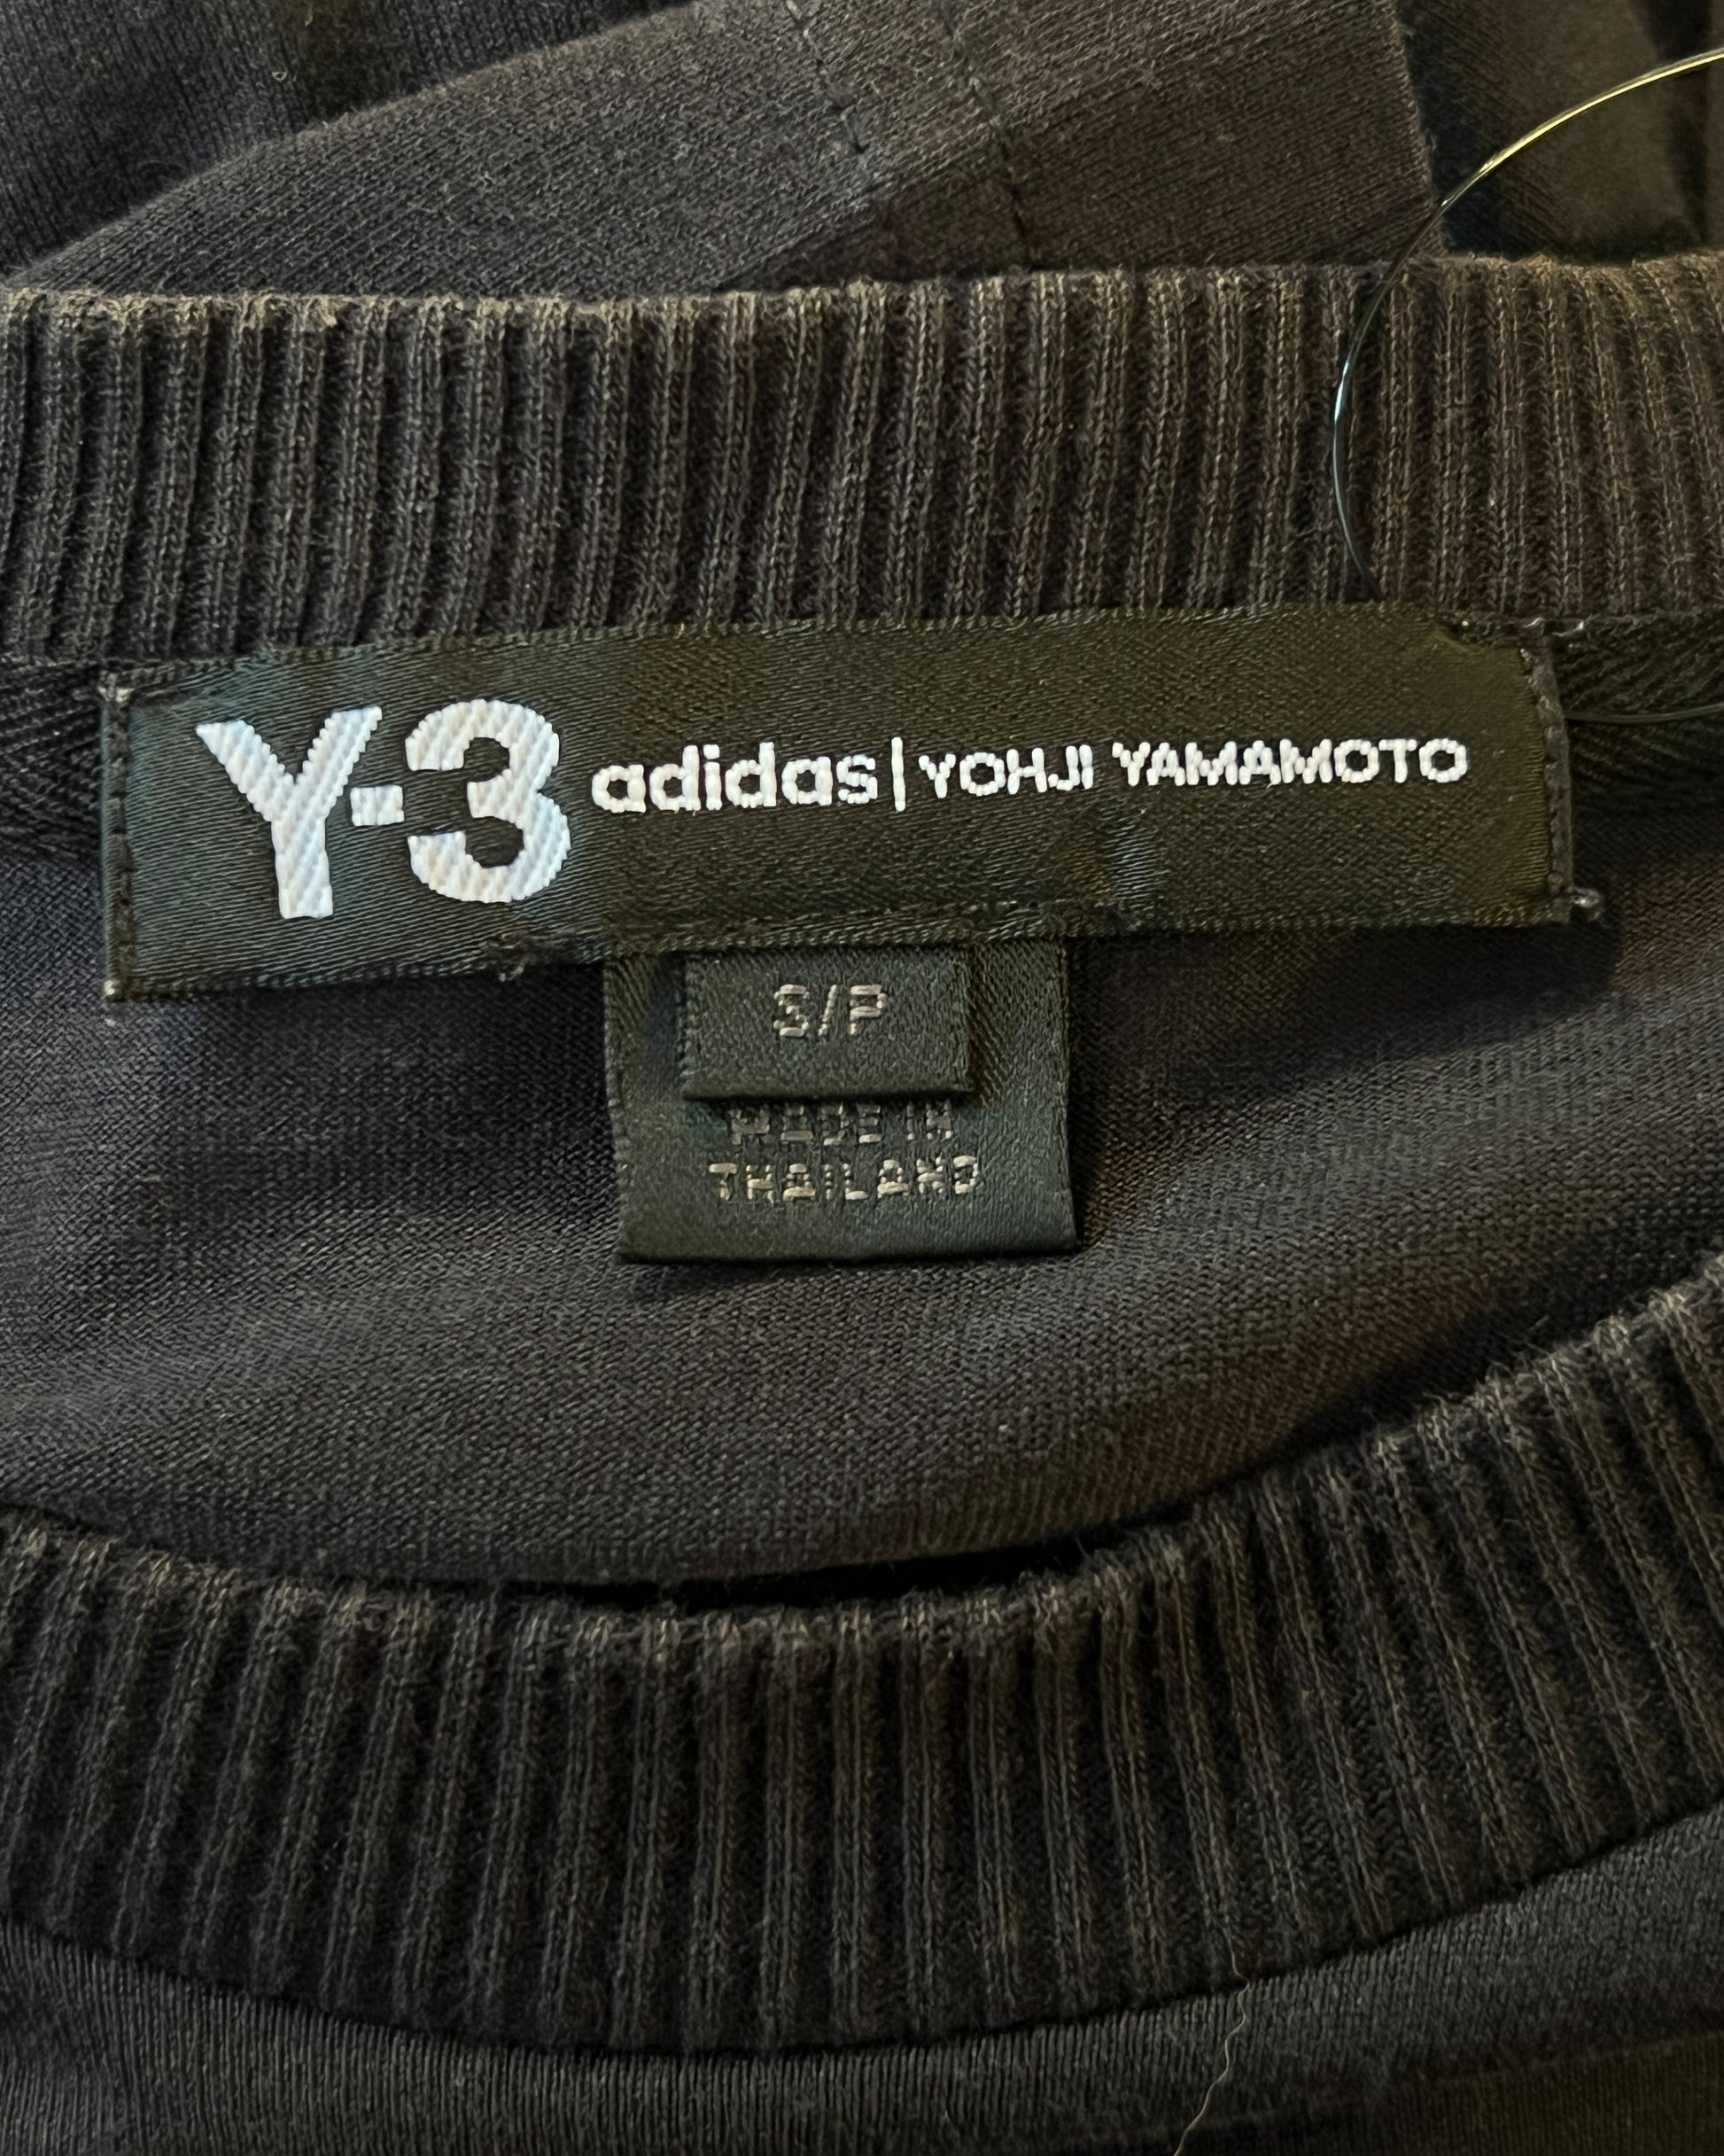 Y-3 adidas | YOHJI YAMAMOTO
S/P
MADE IN
THAILAND